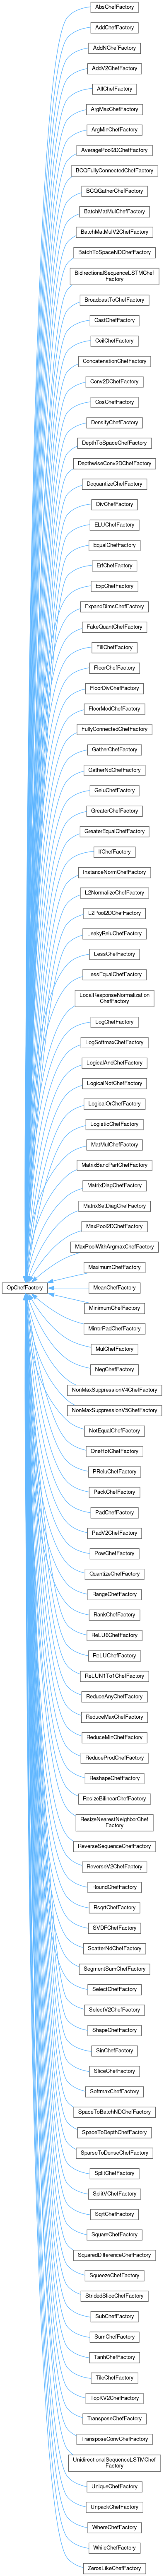 AbsChefFactory
AddChefFactory
AddNChefFactory
AddV2ChefFactory
AllChefFactory
ArgMaxChefFactory
ArgMinChefFactory
AveragePool2DChefFactory
BCQFullyConnectedChefFactory
BCQGatherChefFactory
BatchMatMulChefFactory
BatchMatMulV2ChefFactory
BatchToSpaceNDChefFactory
BidirectionalSequenceLSTMChef
Factory
BroadcastToChefFactory
CastChefFactory
CeilChefFactory
ConcatenationChefFactory
Conv2DChefFactory
CosChefFactory
DensifyChefFactory
DepthToSpaceChefFactory
DepthwiseConv2DChefFactory
DequantizeChefFactory
DivChefFactory
ELUChefFactory
EqualChefFactory
ErfChefFactory
ExpChefFactory
ExpandDimsChefFactory
FakeQuantChefFactory
FillChefFactory
FloorChefFactory
FloorDivChefFactory
FloorModChefFactory
FullyConnectedChefFactory
GatherChefFactory
GatherNdChefFactory
GeluChefFactory
GreaterChefFactory
GreaterEqualChefFactory
IfChefFactory
InstanceNormChefFactory
L2NormalizeChefFactory
L2Pool2DChefFactory
LeakyReluChefFactory
LessChefFactory
LessEqualChefFactory
LocalResponseNormalization
ChefFactory
LogChefFactory
LogSoftmaxChefFactory
LogicalAndChefFactory
LogicalNotChefFactory
LogicalOrChefFactory
LogisticChefFactory
MatMulChefFactory
MatrixBandPartChefFactory
MatrixDiagChefFactory
MatrixSetDiagChefFactory
MaxPool2DChefFactory
MaxPoolWithArgmaxChefFactory
MaximumChefFactory
OpChefFactory
MeanChefFactory
MinimumChefFactory
MirrorPadChefFactory
MulChefFactory
NegChefFactory
NonMaxSuppressionV4ChefFactory
NonMaxSuppressionV5ChefFactory
NotEqualChefFactory
OneHotChefFactory
PReluChefFactory
PackChefFactory
PadChefFactory
PadV2ChefFactory
PowChefFactory
QuantizeChefFactory
RangeChefFactory
RankChefFactory
ReLU6ChefFactory
ReLUChefFactory
ReLUN1To1ChefFactory
ReduceAnyChefFactory
ReduceMaxChefFactory
ReduceMinChefFactory
ReduceProdChefFactory
ReshapeChefFactory
ResizeBilinearChefFactory
ResizeNearestNeighborChef
Factory
ReverseSequenceChefFactory
ReverseV2ChefFactory
RoundChefFactory
RsqrtChefFactory
SVDFChefFactory
ScatterNdChefFactory
SegmentSumChefFactory
SelectChefFactory
SelectV2ChefFactory
ShapeChefFactory
SinChefFactory
SliceChefFactory
SoftmaxChefFactory
SpaceToBatchNDChefFactory
SpaceToDepthChefFactory
SparseToDenseChefFactory
SplitChefFactory
SplitVChefFactory
SqrtChefFactory
SquareChefFactory
SquaredDifferenceChefFactory
SqueezeChefFactory
StridedSliceChefFactory
SubChefFactory
SumChefFactory
TanhChefFactory
TileChefFactory
TopKV2ChefFactory
TransposeChefFactory
TransposeConvChefFactory
UnidirectionalSequenceLSTMChef
Factory
UniqueChefFactory
UnpackChefFactory
WhereChefFactory
WhileChefFactory
ZerosLikeChefFactory